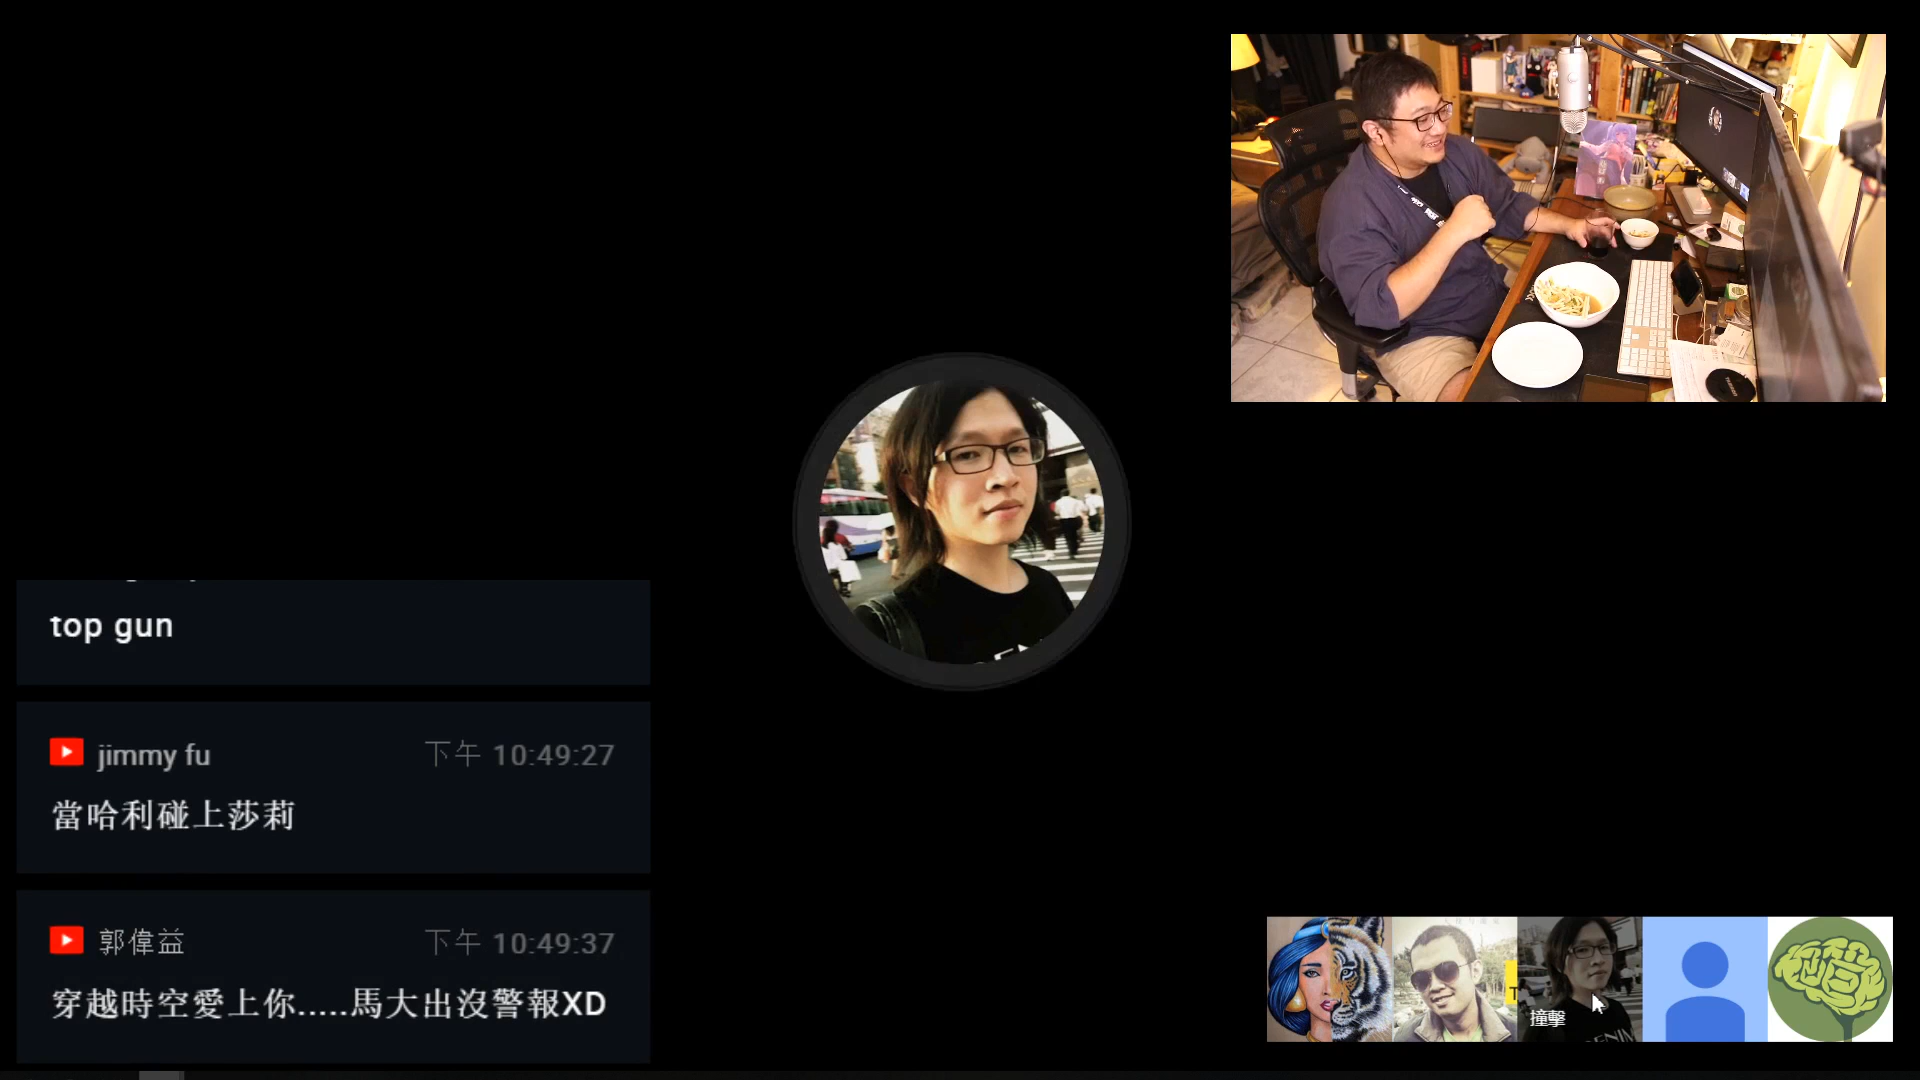 top gun
jimmy fu 下午 10:49:27
當哈利碰上莎莉
郭偉益 下午 10:49:37
穿越時空愛上你.....馬大出沒警報XD
撞擊